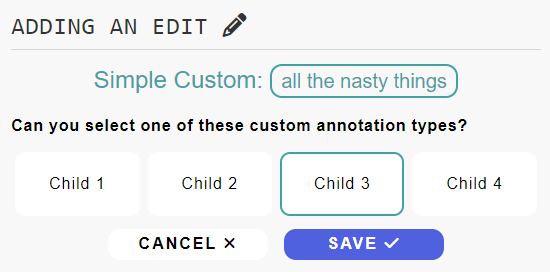 ADDING AN EDIT
Simple Custom: all the nasty things
Can you select one of these custom annotation types?
Child 1 Child 2 Child 3 Child 4
CANCEL SAVE